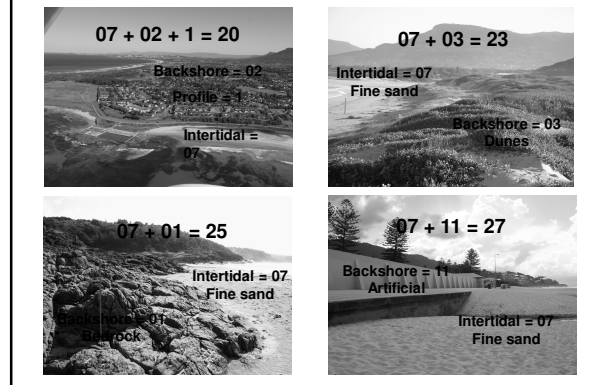 07 + 02 + 1 = 20
Backshore = 02
Profile = 1
Intertidal =
07
07 + 03 = 23
Intertidal = 07
Fine sand
Backshore = 03
Dunes
07 + 01 = 25
Intertidal = 07
Fine sand
Backshore = 01
Bedrock
07 + 11 = 27
Backshore = 11
Artificial
Intertidal = 07
Fine sand